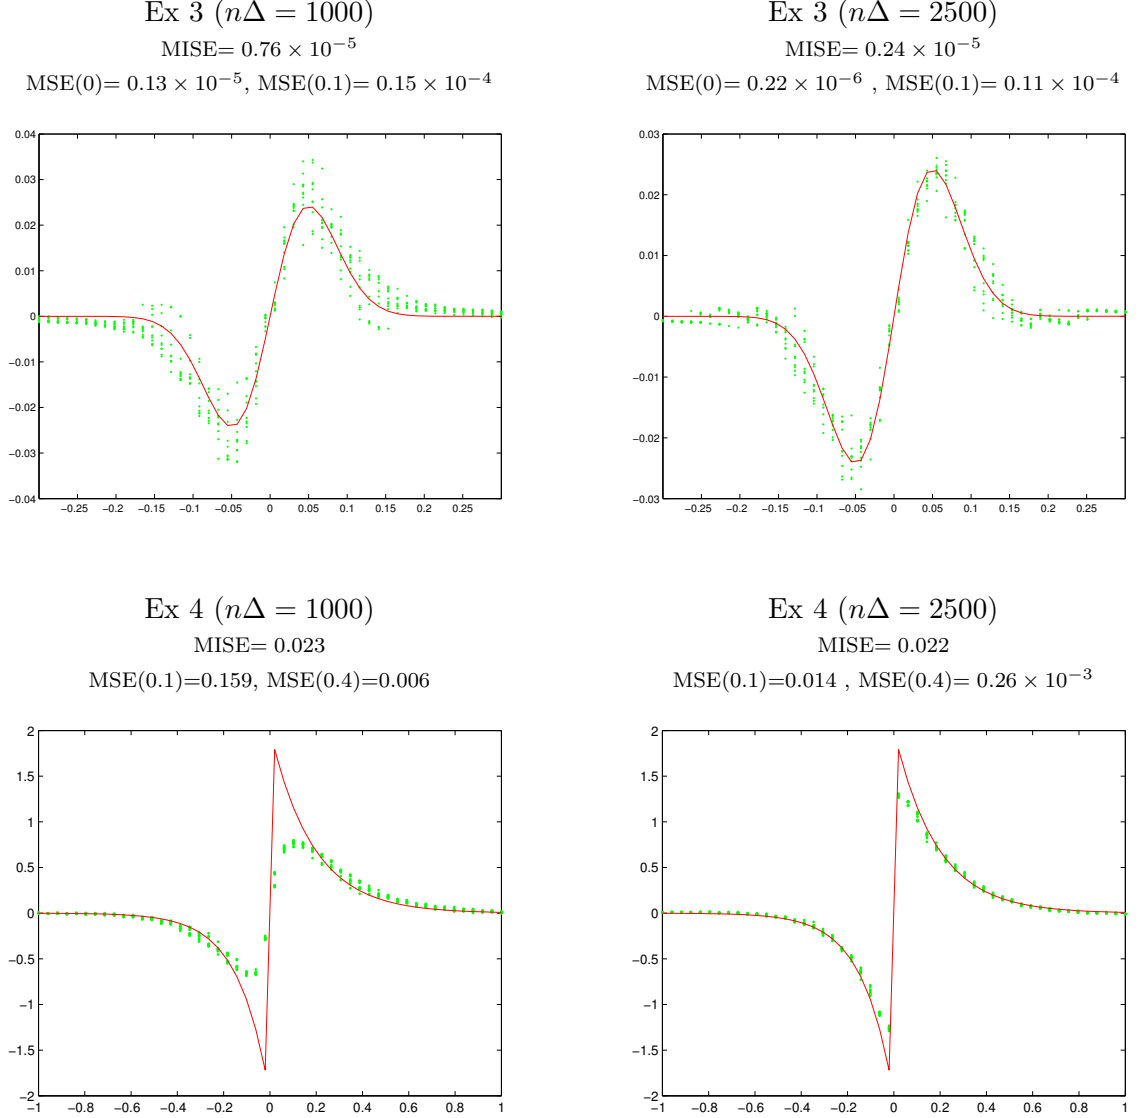 Ex 3 (nΔ = 1000)
MISE= 0.76 × 10⁻⁵
MSE(0)= 0.13 × 10⁻⁵, MSE(0.1)= 0.15 × 10⁻⁴
0.04
0.03
0.02
0.01
0
−0.01
−0.02
−0.03
−0.04
−0.25 −0.2 −0.15 −0.1 −0.05 0 0.05 0.1 0.15 0.2 0.25
Ex 3 (nΔ = 2500)
MISE= 0.24 × 10⁻⁵
MSE(0)= 0.22 × 10⁻⁶ , MSE(0.1)= 0.11 × 10⁻⁴
0.03
0.02
0.01
0
−0.01
−0.02
−0.03
−0.25 −0.2 −0.15 −0.1 −0.05 0 0.05 0.1 0.15 0.2 0.25
Ex 4 (nΔ = 1000)
MISE= 0.023
MSE(0.1)=0.159, MSE(0.4)=0.006
2
1.5
1
0.5
0
−0.5
−1
−1.5
−2
−1 −0.8 −0.6 −0.4 −0.2 0 0.2 0.4 0.6 0.8 1
Ex 4 (nΔ = 2500)
MISE= 0.022
MSE(0.1)=0.014 , MSE(0.4)= 0.26 × 10⁻³
2
1.5
1
0.5
0
−0.5
−1
−1.5
−2
−1 −0.8 −0.6 −0.4 −0.2 0 0.2 0.4 0.6 0.8 1